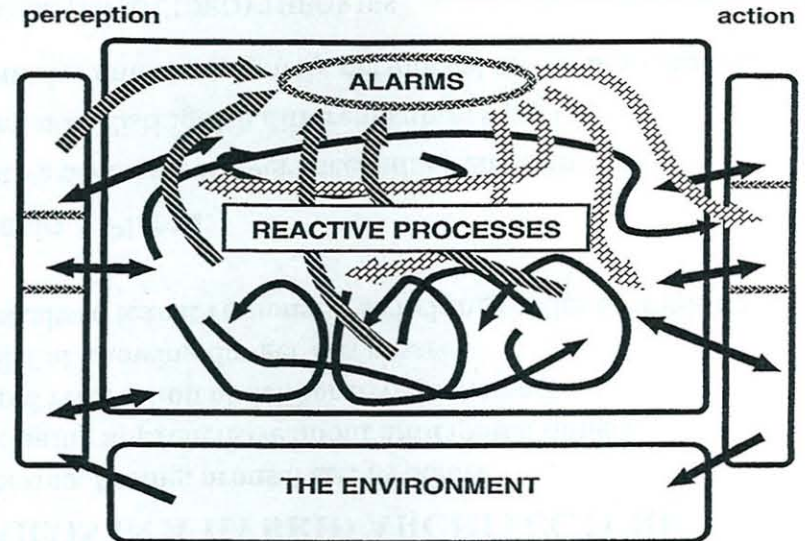 perception
action
ALARMS
REACTIVE PROCESSES
THE ENVIRONMENT